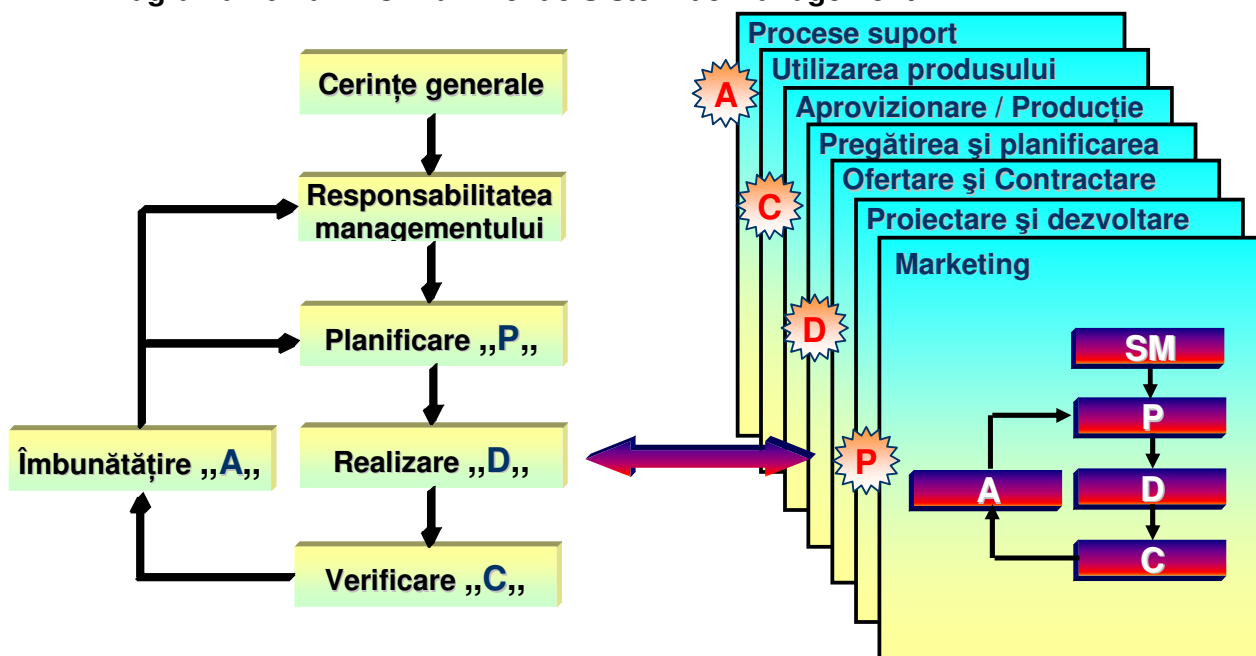 Cerințe generale
Responsabilitatea
managementului
Planificare ,,P,,
Îmbunătățire ,,A,,
Realizare ,,D,,
Verificare ,,C,,
Procese suport
Utilizarea produsului
Aprovizionare / Producție
Pregătirea şi planificarea
Ofertare şi Contractare
Proiectare şi dezvoltare
Marketing
A
C
D
P
SM
P
A
D
C